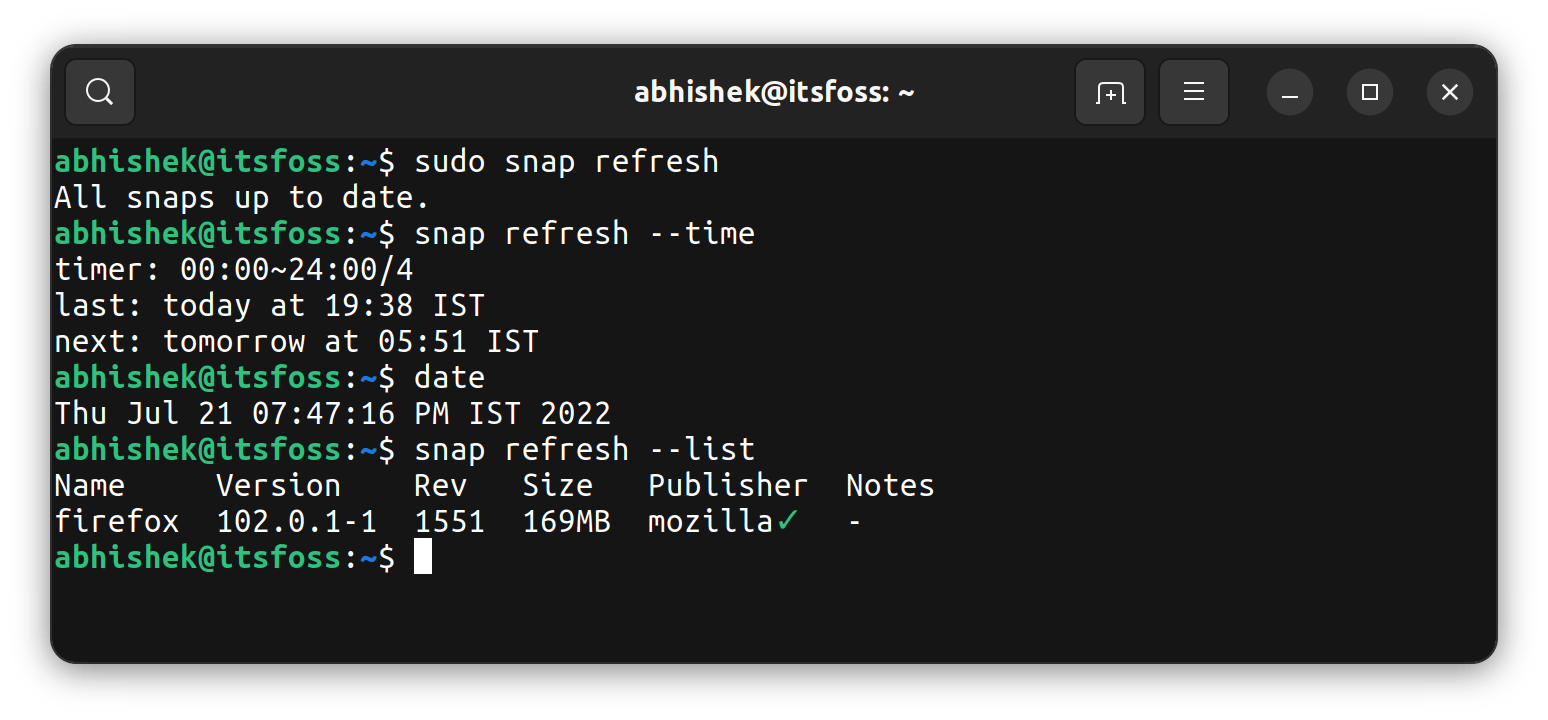 abhishek@itsfoss: ~
abhishek@itsfoss:~$ sudo snap refresh
All snaps up to date.
abhishek@itsfoss:~$ snap refresh --time
timer: 00:00~24:00/4
last: today at 19:38 IST
next: tomorrow at 05:51 IST
abhishek@itsfoss:~$ date
Thu Jul 21 07:47:16 PM IST 2022
abhishek@itsfoss:~$ snap refresh --list
Name     Version    Rev   Size   Publisher  Notes
firefox  102.0.1-1  1551  169MB  mozilla✓   -
abhishek@itsfoss:~$